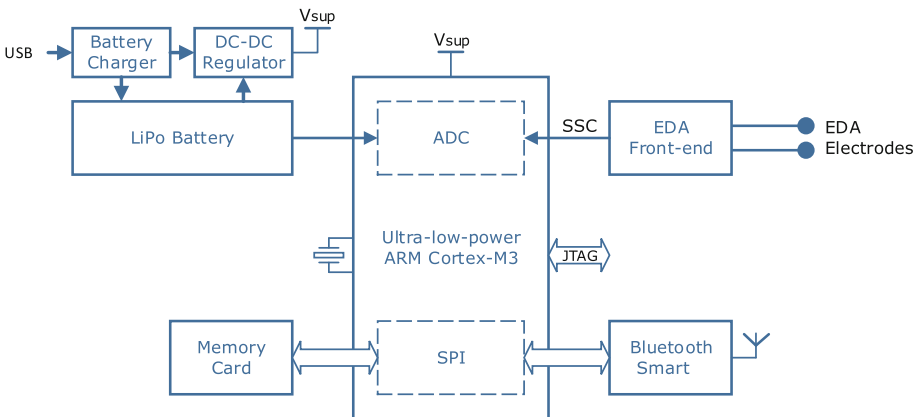 Vsup
Battery
Charger
DC-DC
Regulator
Vsup
USB
LiPo Battery
ADC
SSC
EDA
Front-end
EDA
Electrodes
Ultra-low-power
ARM Cortex-M3
JTAG
Memory
Card
SPI
Bluetooth
Smart